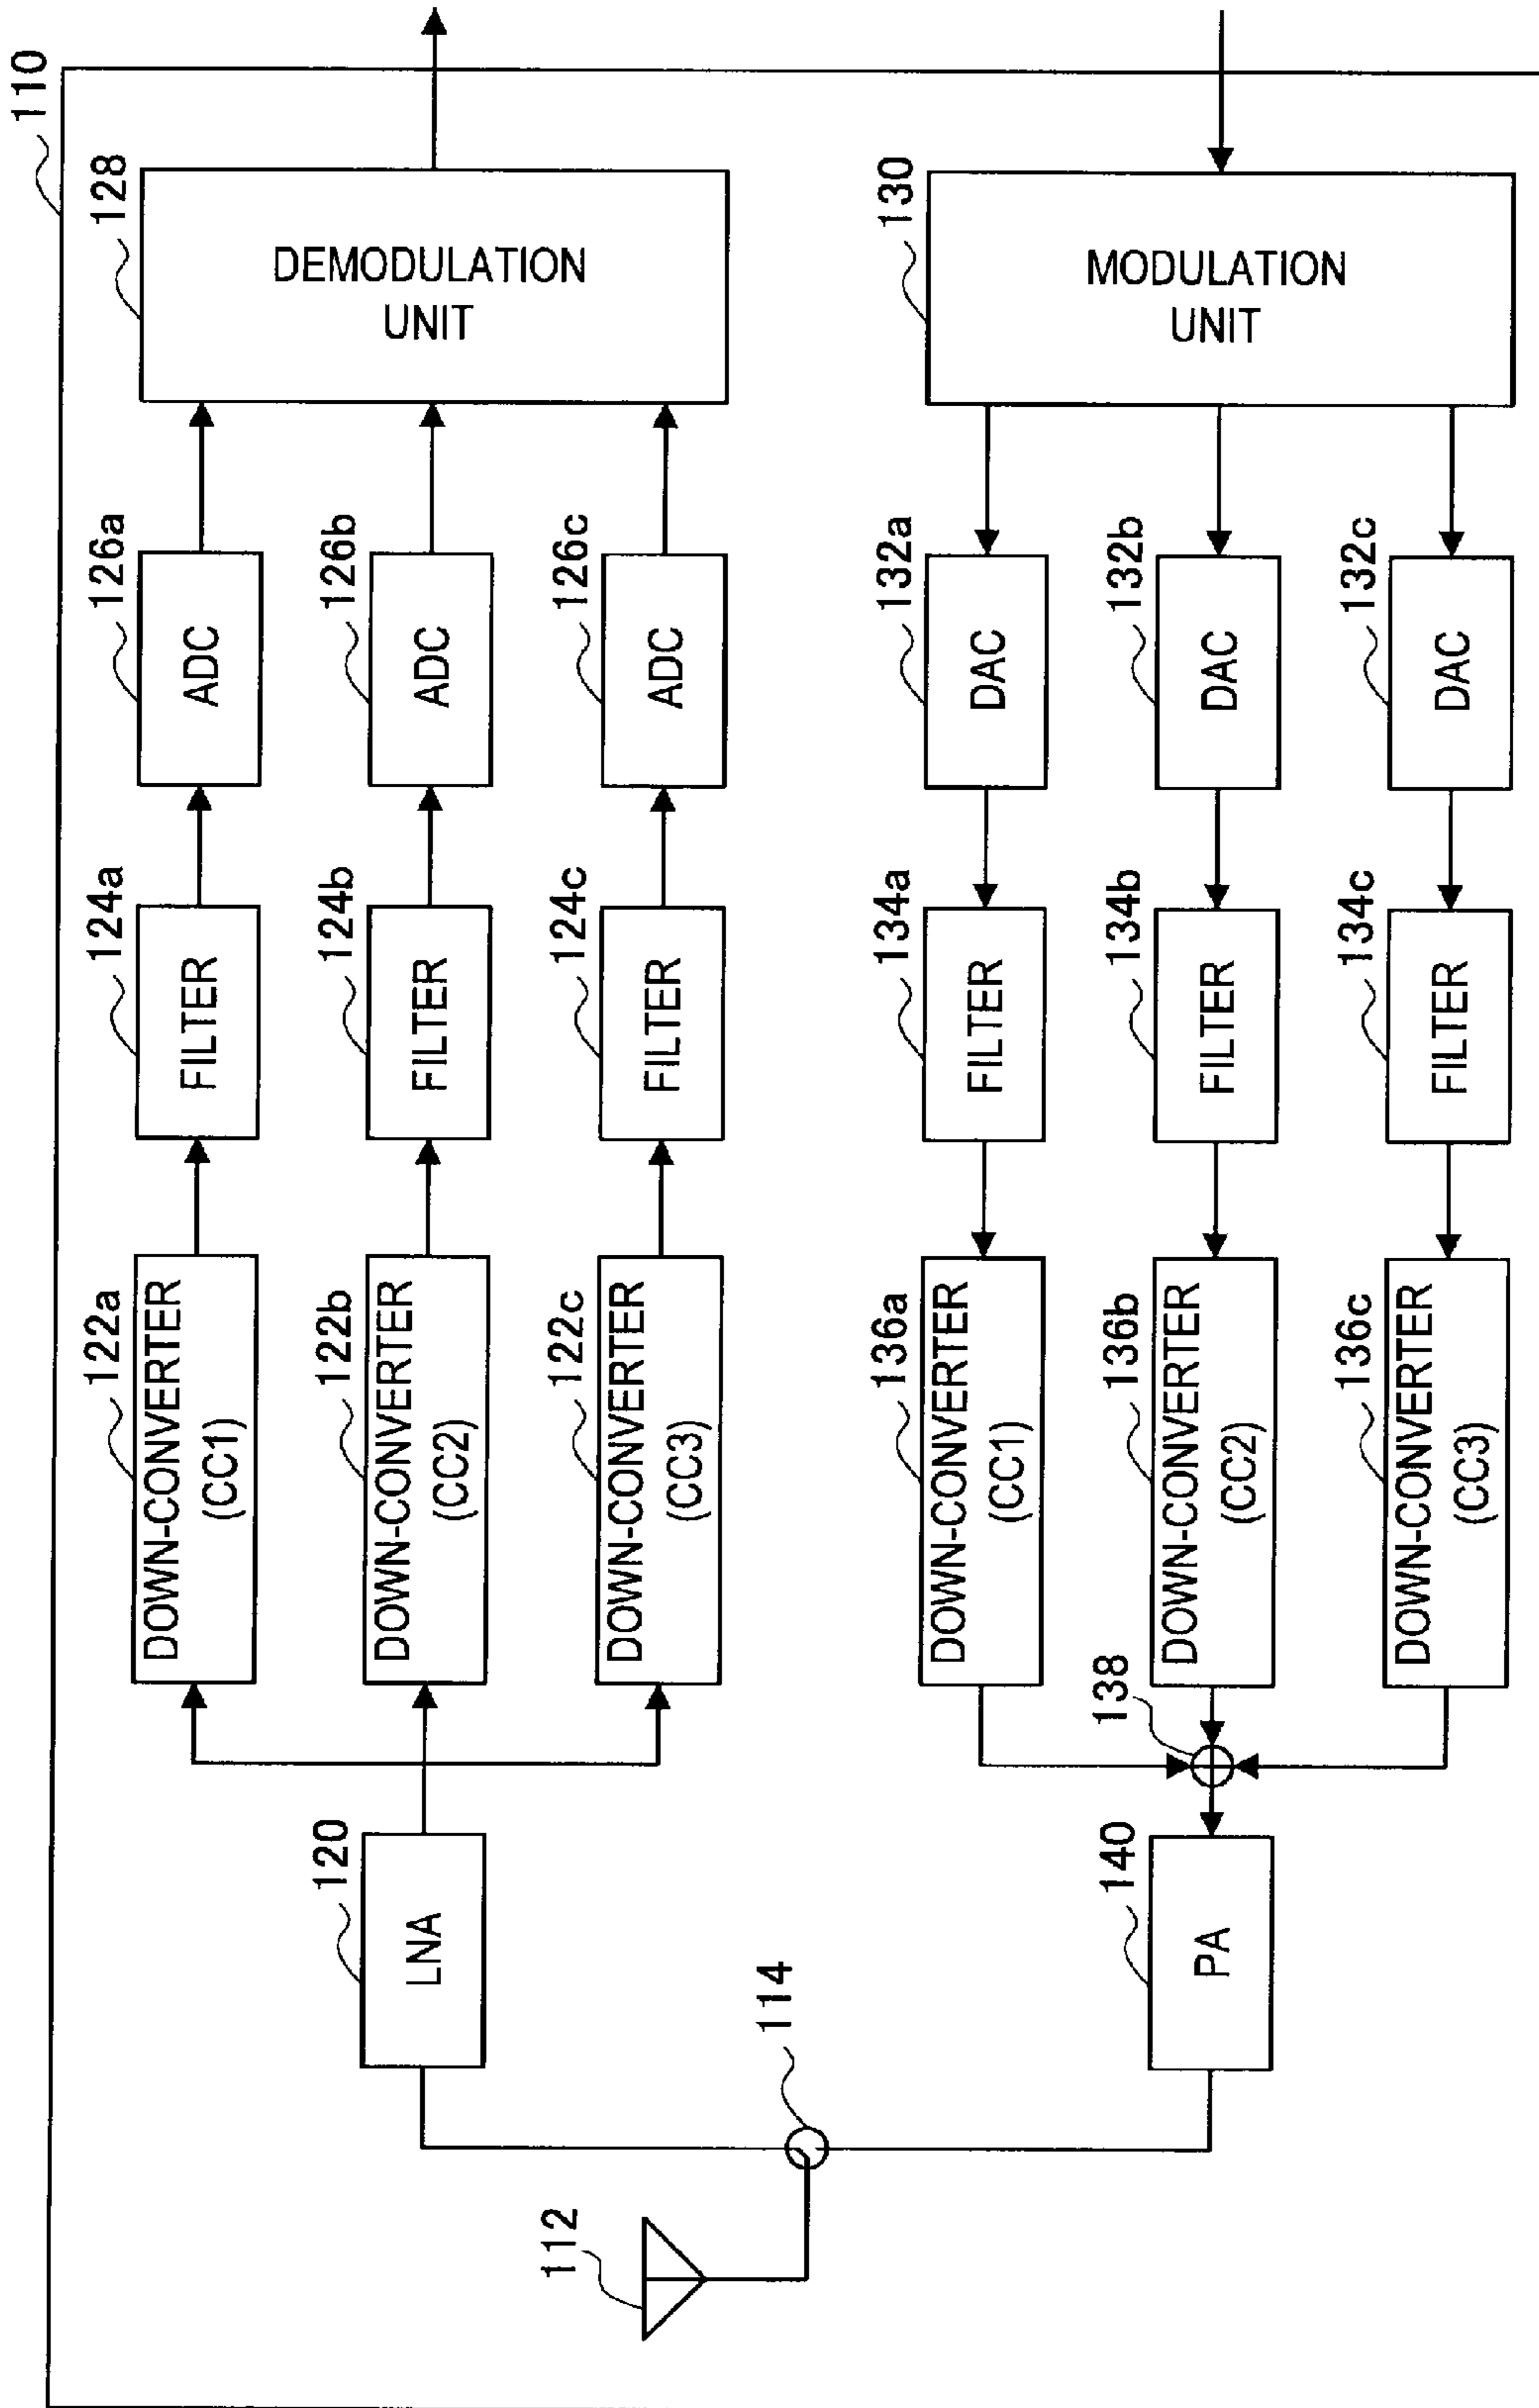 110
112
114
120
LNA
122a
DOWN-CONVERTER
(CC1)
124a
FILTER
126a
ADC
122b
DOWN-CONVERTER
(CC2)
124b
FILTER
126b
ADC
122c
DOWN-CONVERTER
(CC3)
124c
FILTER
126c
ADC
128
DEMODULATION
UNIT
140
PA
138
136a
DOWN-CONVERTER
(CC1)
134a
FILTER
132a
DAC
136b
DOWN-CONVERTER
(CC2)
134b
FILTER
132b
DAC
136c
DOWN-CONVERTER
(CC3)
134c
FILTER
132c
DAC
130
MODULATION
UNIT